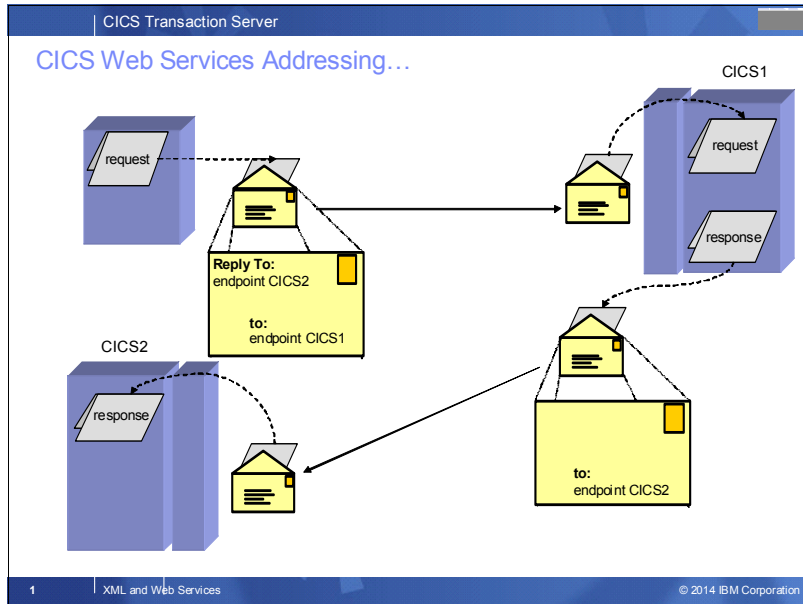 CICS Transaction Server
CICS Web Services Addressing…
CICS1
request
request
response
Reply To:
endpoint CICS2
to:
endpoint CICS1
CICS2
response
to:
endpoint CICS2
1
XML and Web Services
© 2014 IBM Corporation